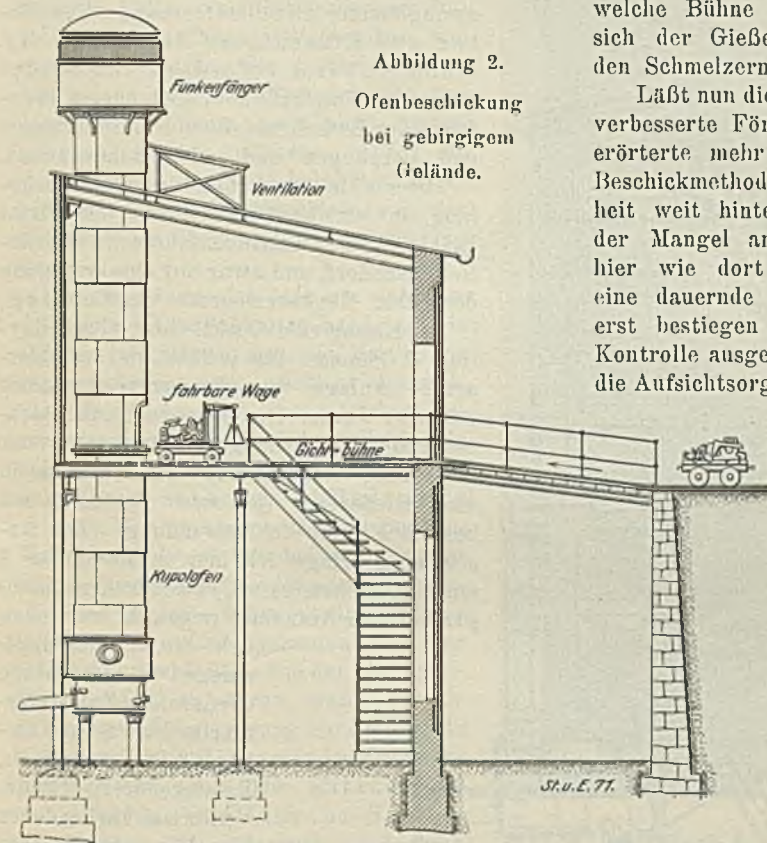 Abbildung 2.
Ofenbeschickung
bei gebirgigem
Gelände.
Funkenfänger
Ventilation
fahrbare Wage
Gicht-bühne
Kupolofen
St.u.E. 71.
welche Bühne
sich der Gieße
den Schmelzern
Läßt nun die
verbesserte För
erörterte mehr
Beschickmethod
heit weit hinte
der Mangel an
hier wie dort
eine dauernde
erst bestiegen
Kontrolle ausge
die Aufsichtsorg